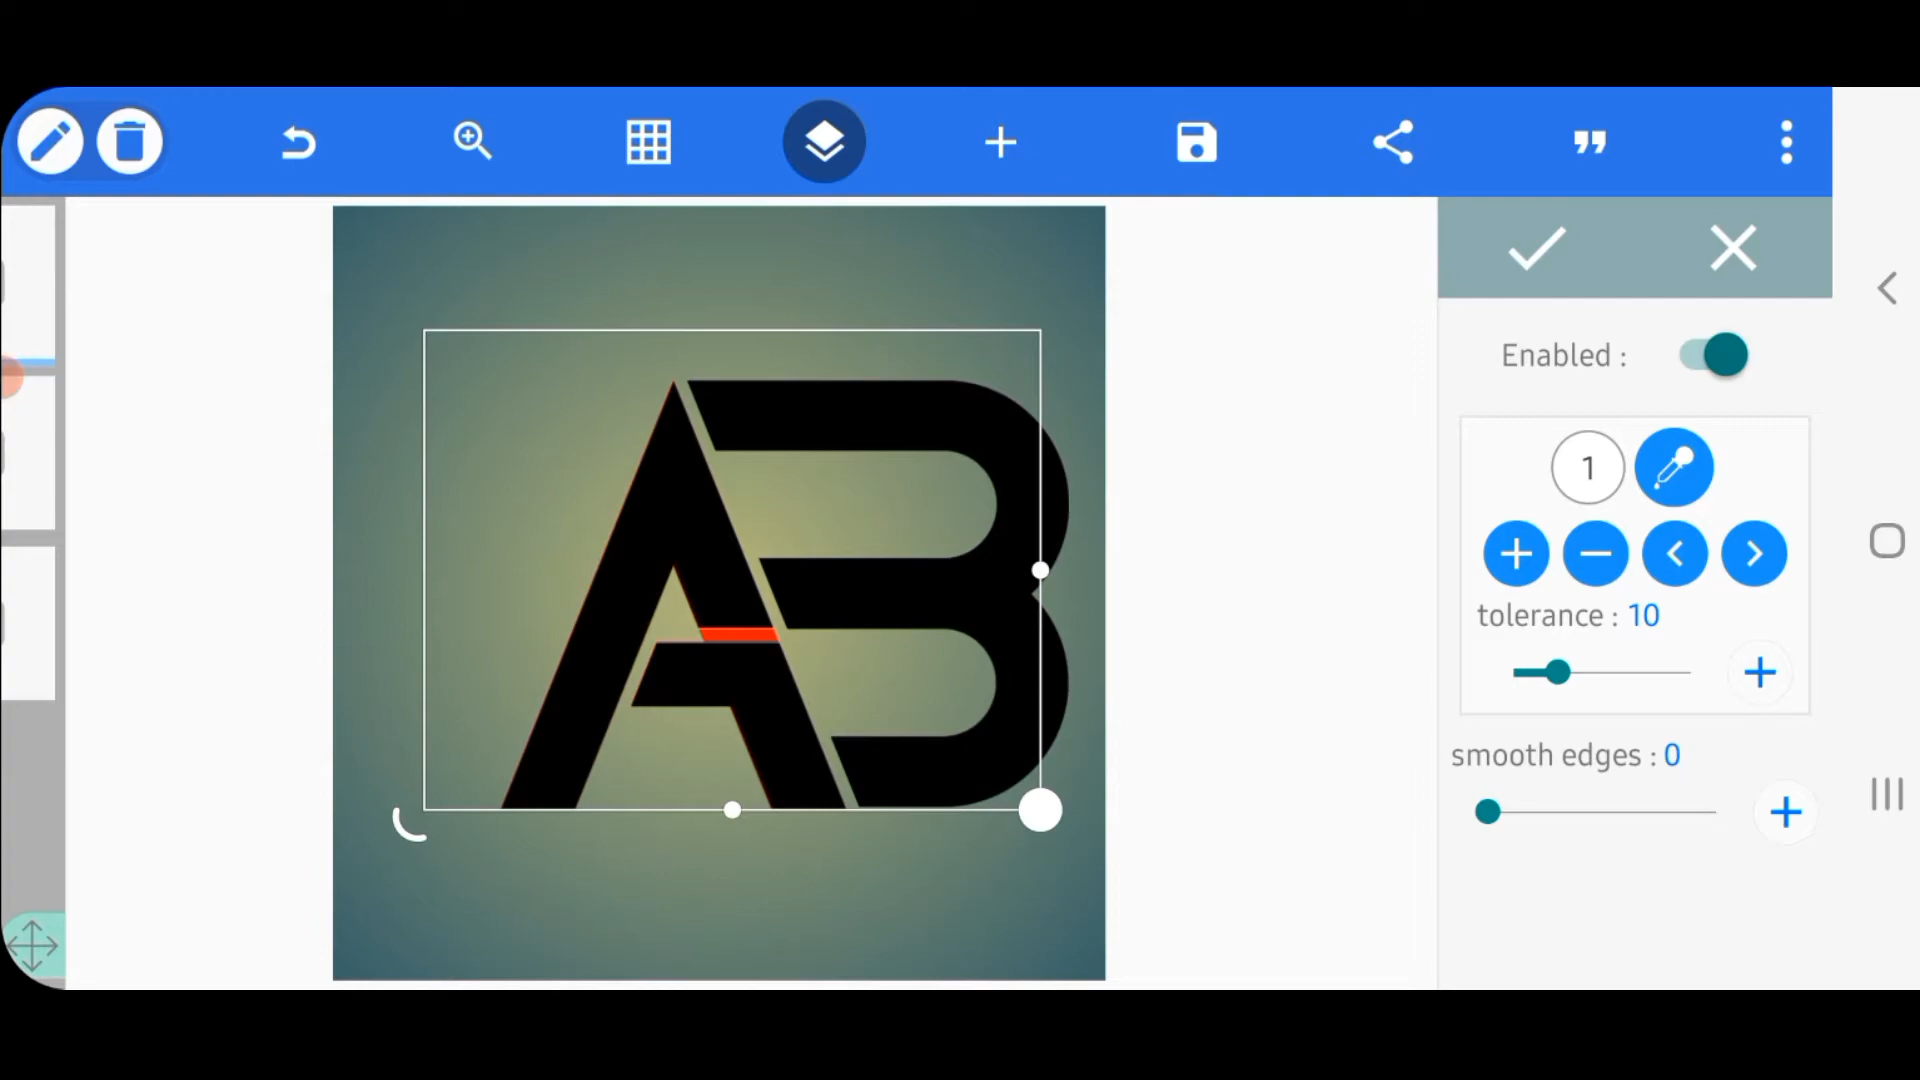 AB
Enabled :
1
tolerance : 10
smooth edges : 0